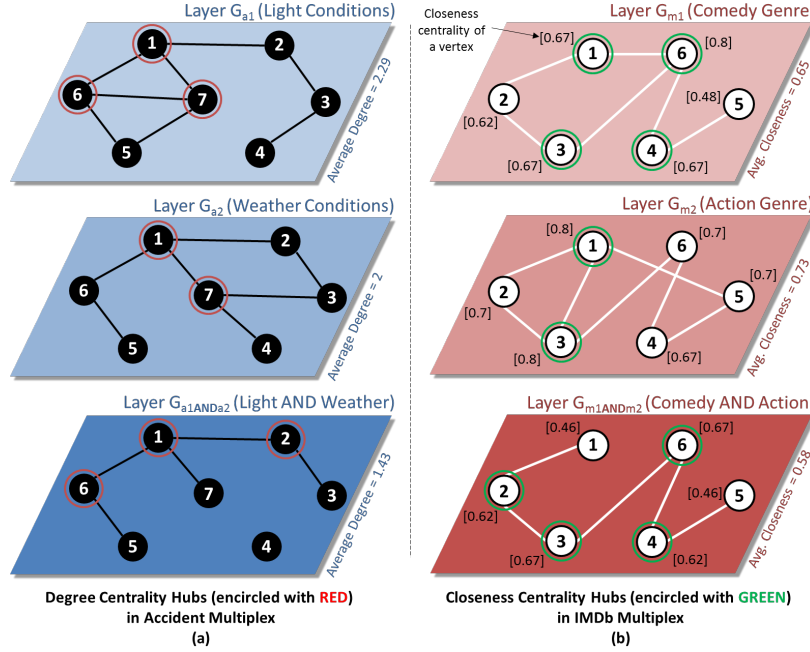 Layer Ga1 (Light Conditions)
1
2
6
7
3
5
4
Average Degree = 2.29
Layer Ga2 (Weather Conditions)
1
2
6
7
3
5
4
Average Degree = 2
Layer Ga1ANDa2 (Light AND Weather)
1
2
6
7
3
5
4
Average Degree = 1.43
Degree Centrality Hubs (encircled with RED)
in Accident Multiplex
(a)
Closeness
centrality of
a vertex
Layer Gm1 (Comedy Genre)
[0.67]
1
6
[0.8]
2
[0.62]
[0.48]
5
[0.67]
3
4
[0.67]
Avg. Closeness = 0.65
Layer Gm2 (Action Genre)
[0.8]
1
6
[0.7]
2
[0.7]
[0.7]
5
[0.8]
3
4
[0.67]
Avg. Closeness = 0.73
Layer Gm1ANDm2 (Comedy AND Action)
[0.46]
1
6
[0.67]
2
[0.62]
[0.46]
5
[0.67]
3
4
[0.62]
Avg. Closeness = 0.58
Closeness Centrality Hubs (encircled with GREEN)
in IMDb Multiplex
(b)